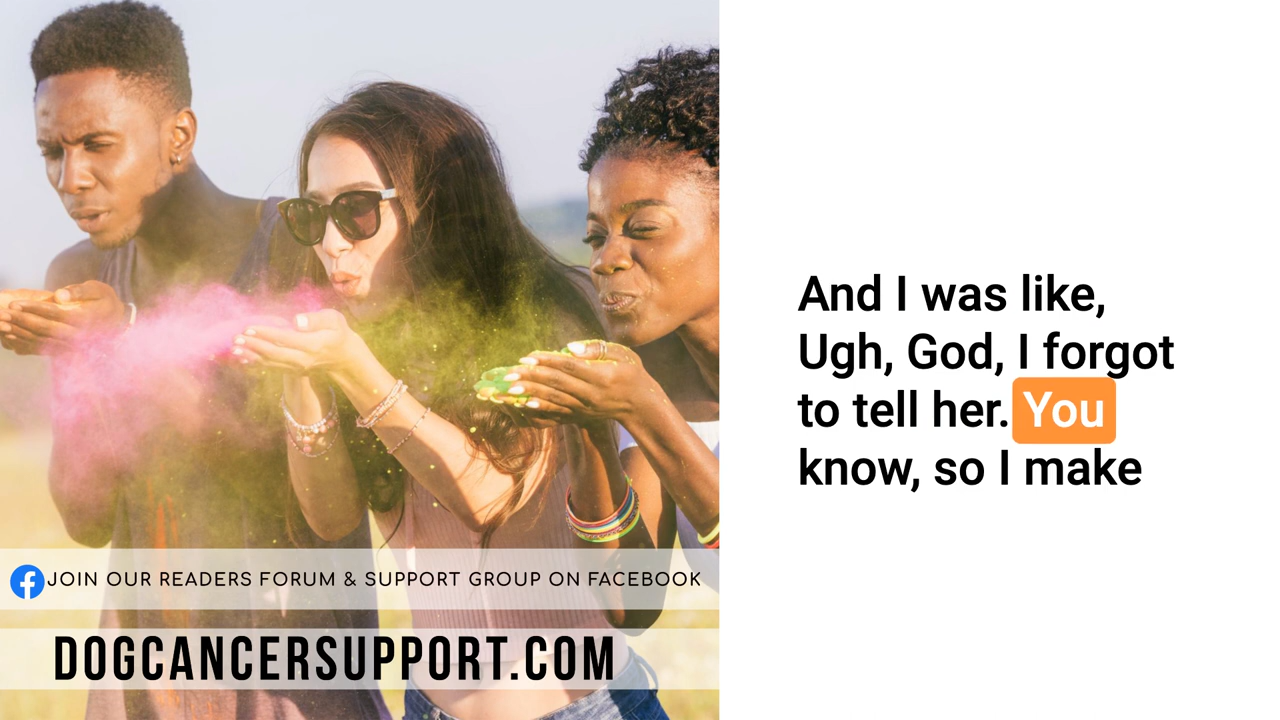 JOIN OUR READERS FORUM & SUPPORT GROUP ON FACEBOOK
DOGCANCERSUPPORT.COM
And I was like,
Ugh, God, I forgot
to tell her. You
know, so I make